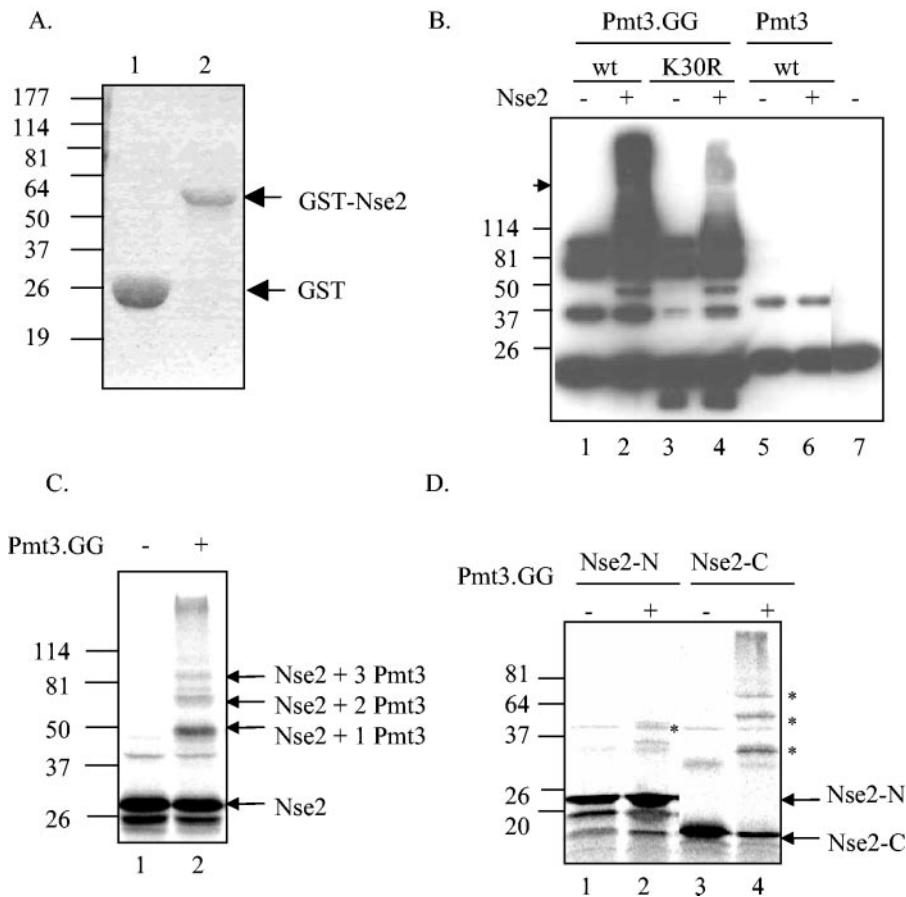 A.
1 2
177
114
81
64
50
37
26
19
GST-Nse2
GST
B.
Pmt3.GG Pmt3
wt K30R wt
Nse2 - + - + - + -
114
81
50
37
26
1 2 3 4 5 6 7
C.
Pmt3.GG - +
114
81
50
37
26
Nse2 + 3 Pmt3
Nse2 + 2 Pmt3
Nse2 + 1 Pmt3
Nse2
1 2
D.
Nse2-N Nse2-C
Pmt3.GG
- + - +
81
64
37
26
20
*
*
*
*
Nse2-N
Nse2-C
1 2 3 4